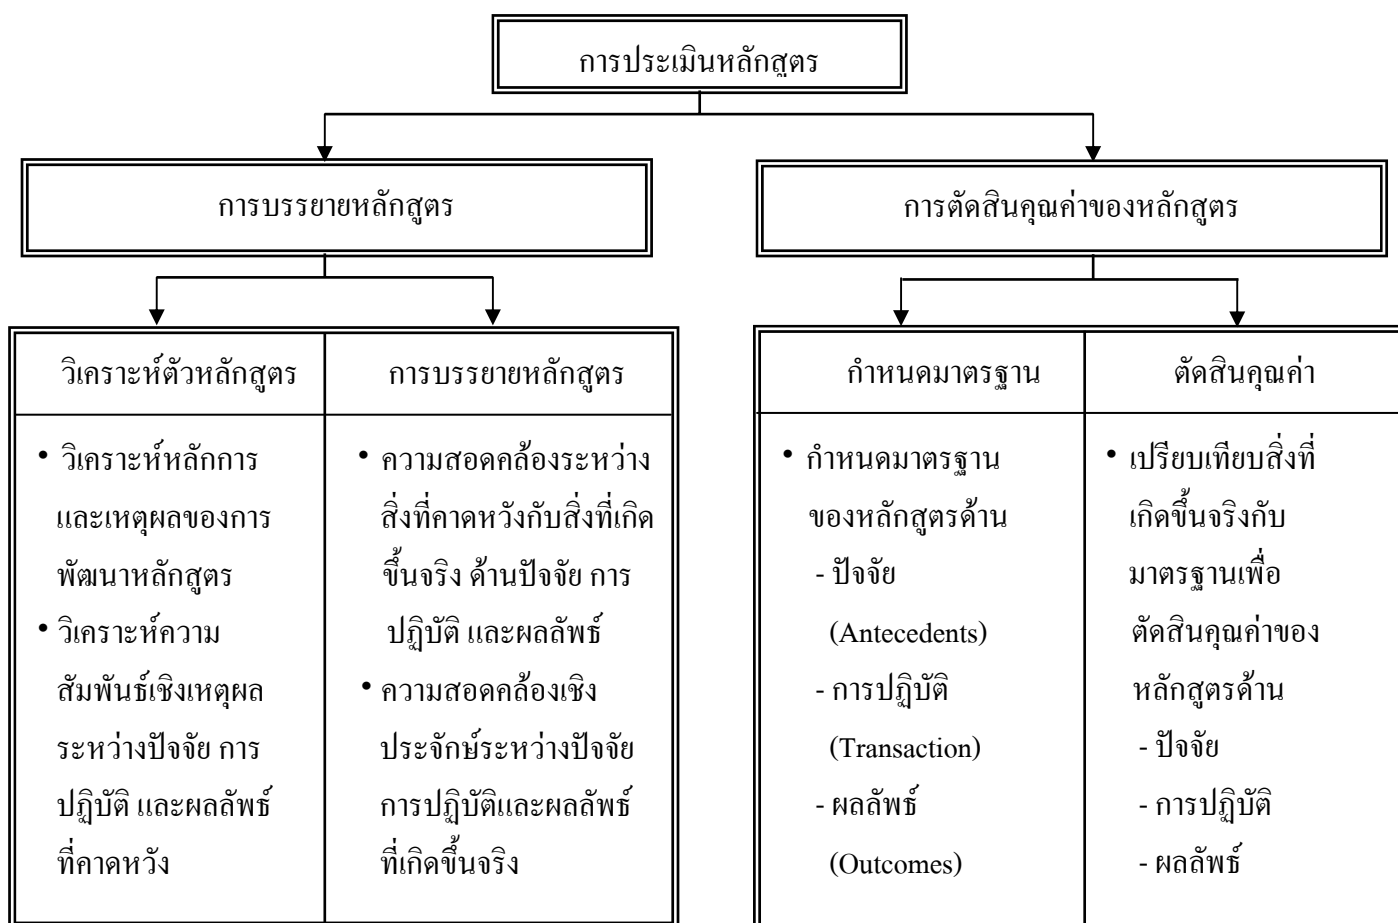 การประเมินหลักสูตร
การบรรยายหลักสูตร
การตัดสินคุณค่าของหลักสูตร
วิเคราะห์ตัวหลักสูตร
• วิเคราะห์หลักการ
และเหตุผลของการ
พัฒนาหลักสูตร
• วิเคราะห์ความ
สัมพันธ์เชิงเหตุผล
ระหว่างปัจจัย การ
ปฏิบัติ และผลลัพธ์
ที่คาดหวัง
การบรรยายหลักสูตร
• ความสอดคล้องระหว่าง
สิ่งที่คาดหวังกับสิ่งที่เกิด
ขึ้นจริง ด้านปัจจัย การ
ปฏิบัติ และผลลัพธ์
• ความสอดคล้องเชิง
ประจักษ์ระหว่างปัจจัย
การปฏิบัติและผลลัพธ์
ที่เกิดขึ้นจริง
กำหนดมาตรฐาน
• กำหนดมาตรฐาน
ของหลักสูตรด้าน
- ปัจจัย
(Antecedents)
- การปฏิบัติ
(Transaction)
- ผลลัพธ์
(Outcomes)
ตัดสินคุณค่า
• เปรียบเทียบสิ่งที่
เกิดขึ้นจริงกับ
มาตรฐานเพื่อ
ตัดสินคุณค่าของ
หลักสูตรด้าน
- ปัจจัย
- การปฏิบัติ
- ผลลัพธ์